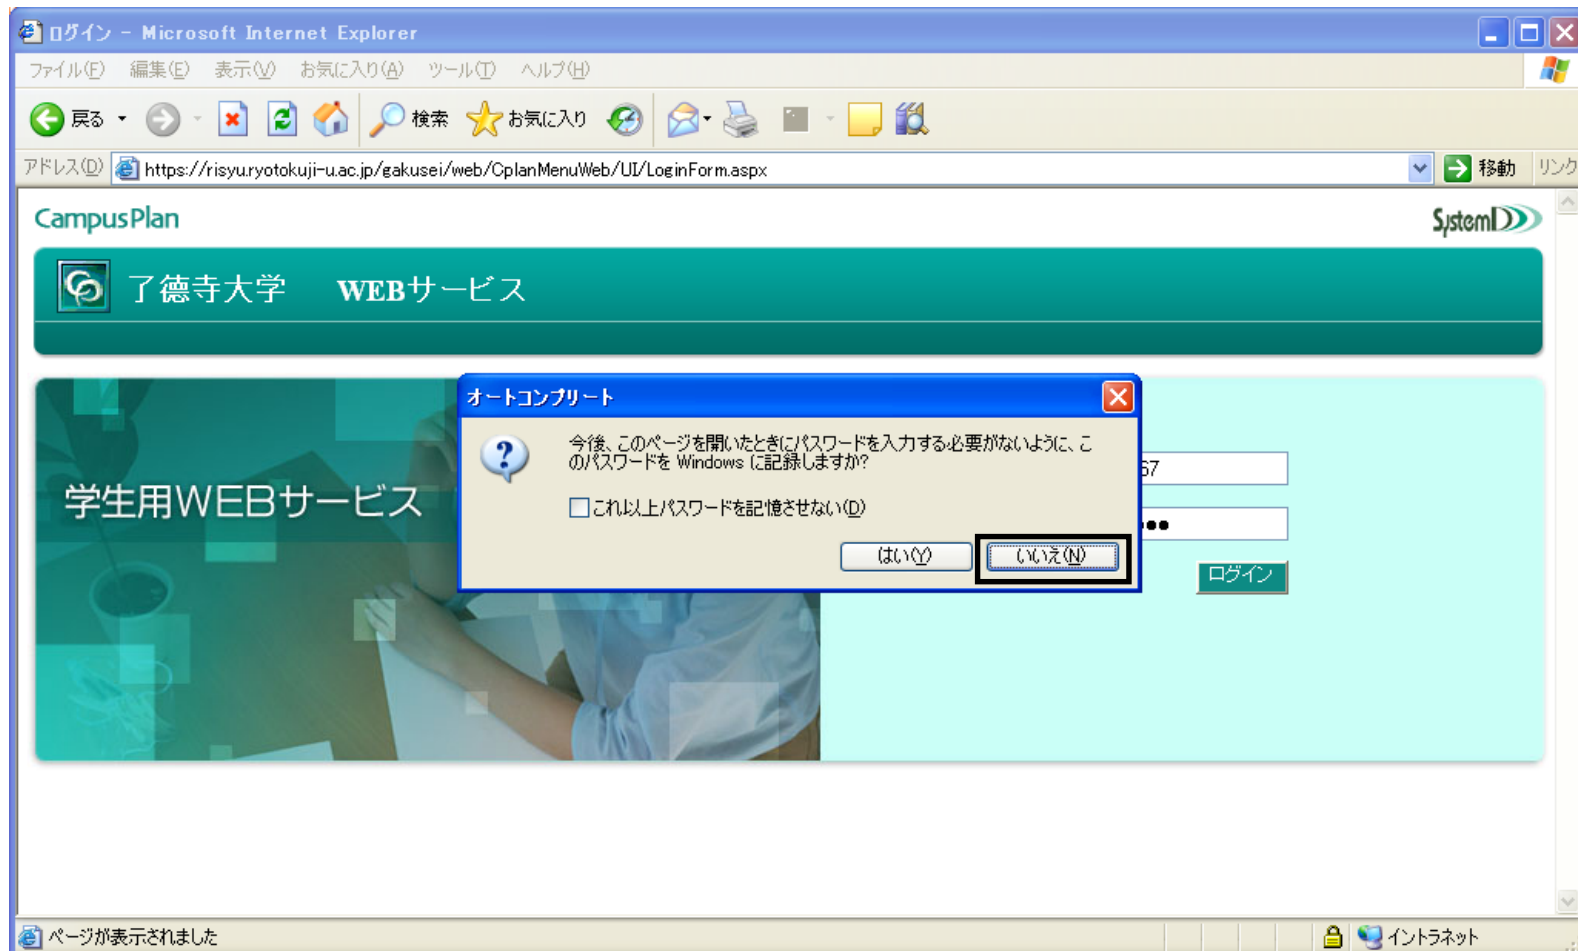 ログイン - Microsoft Internet Explorer
ファイル(F) 編集(E) 表示(V) お気に入り(A) ツール(T) ヘルプ(H)
戻る 検索 お気に入り
アドレス(D) https://risyu.ryotokuji-u.ac.jp/gakusei/web/CplanMenuWeb/UI/LoginForm.aspx 移動 リンク
CampusPlan SystemD
了徳寺大学 WEBサービス
学生用WEBサービス
オートコンプリート
今後、このページを開いたときにパスワードを入力する必要がないように、こ
のパスワードを Windows に記録しますか?
これ以上パスワードを記憶させない(D)
はい(Y) いいえ(N)
67
ログイン
ページが表示されました イントラネット